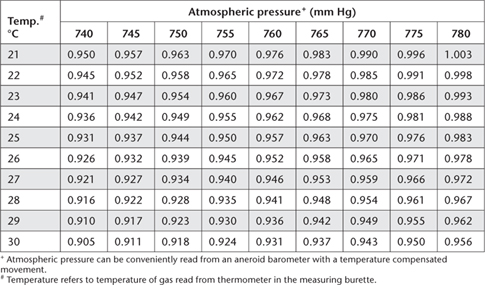 Temp.# °C Atmospheric pressure+ (mm Hg)
740 745 750 755 760 765 770 775 780
21 0.950 0.957 0.963 0.970 0.976 0.983 0.990 0.996 1.003
22 0.945 0.952 0.958 0.965 0.972 0.978 0.985 0.991 0.998
23 0.941 0.947 0.954 0.960 0.967 0.973 0.980 0.986 0.993
24 0.936 0.942 0.949 0.955 0.962 0.968 0.975 0.981 0.988
25 0.931 0.937 0.944 0.950 0.957 0.963 0.970 0.976 0.983
26 0.926 0.932 0.939 0.945 0.952 0.958 0.965 0.971 0.978
27 0.921 0.927 0.934 0.940 0.946 0.953 0.959 0.966 0.972
28 0.916 0.922 0.928 0.935 0.941 0.948 0.954 0.961 0.967
29 0.910 0.917 0.923 0.930 0.936 0.942 0.949 0.955 0.962
30 0.905 0.911 0.918 0.924 0.931 0.937 0.943 0.950 0.956
+ Atmospheric pressure can be conveniently read from an aneroid barometer with a temperature compensated
movement.
# Temperature refers to temperature of gas read from thermometer in the measuring burette.